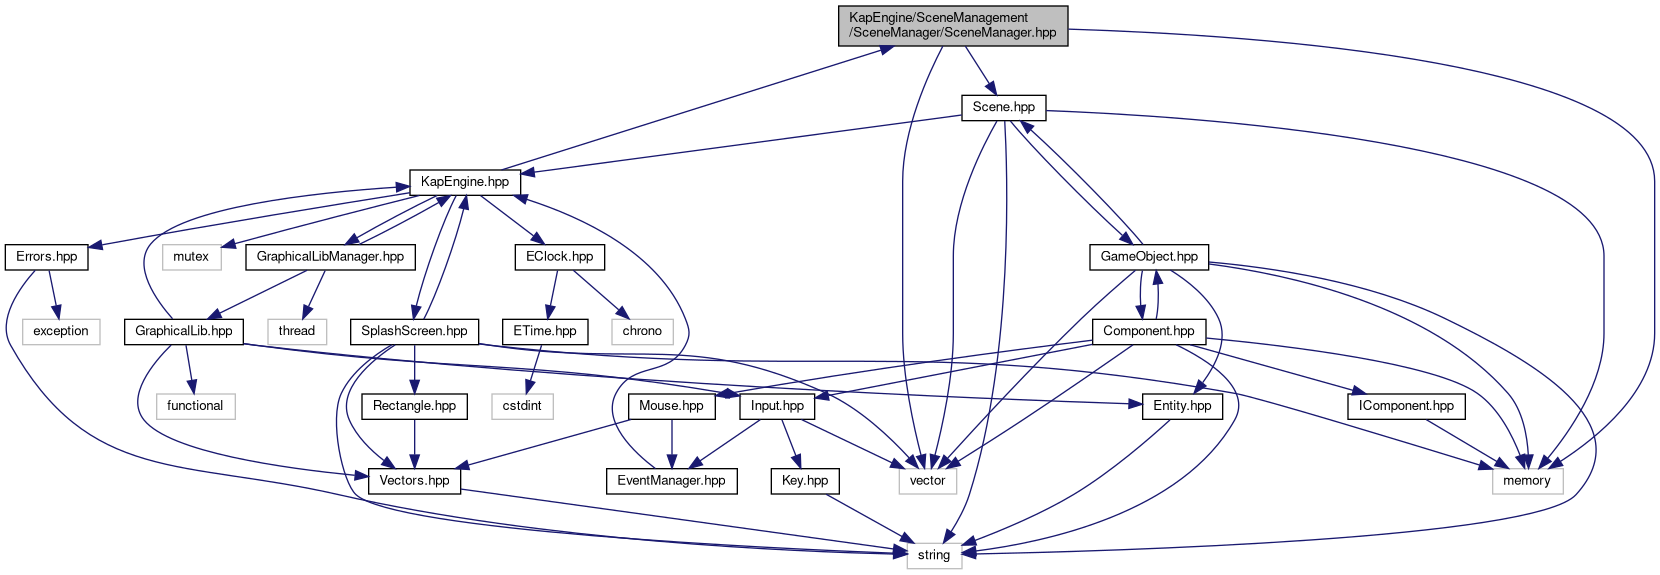 KapEngine/SceneManagement
/SceneManager/SceneManager.hpp
Scene.hpp
KapEngine.hpp
Errors.hpp
mutex
GraphicalLibManager.hpp
EClock.hpp
GameObject.hpp
exception
GraphicalLib.hpp
thread
SplashScreen.hpp
ETime.hpp
chrono
Component.hpp
functional
Rectangle.hpp
cstdint
Mouse.hpp
Input.hpp
Entity.hpp
IComponent.hpp
Vectors.hpp
EventManager.hpp
Key.hpp
vector
memory
string